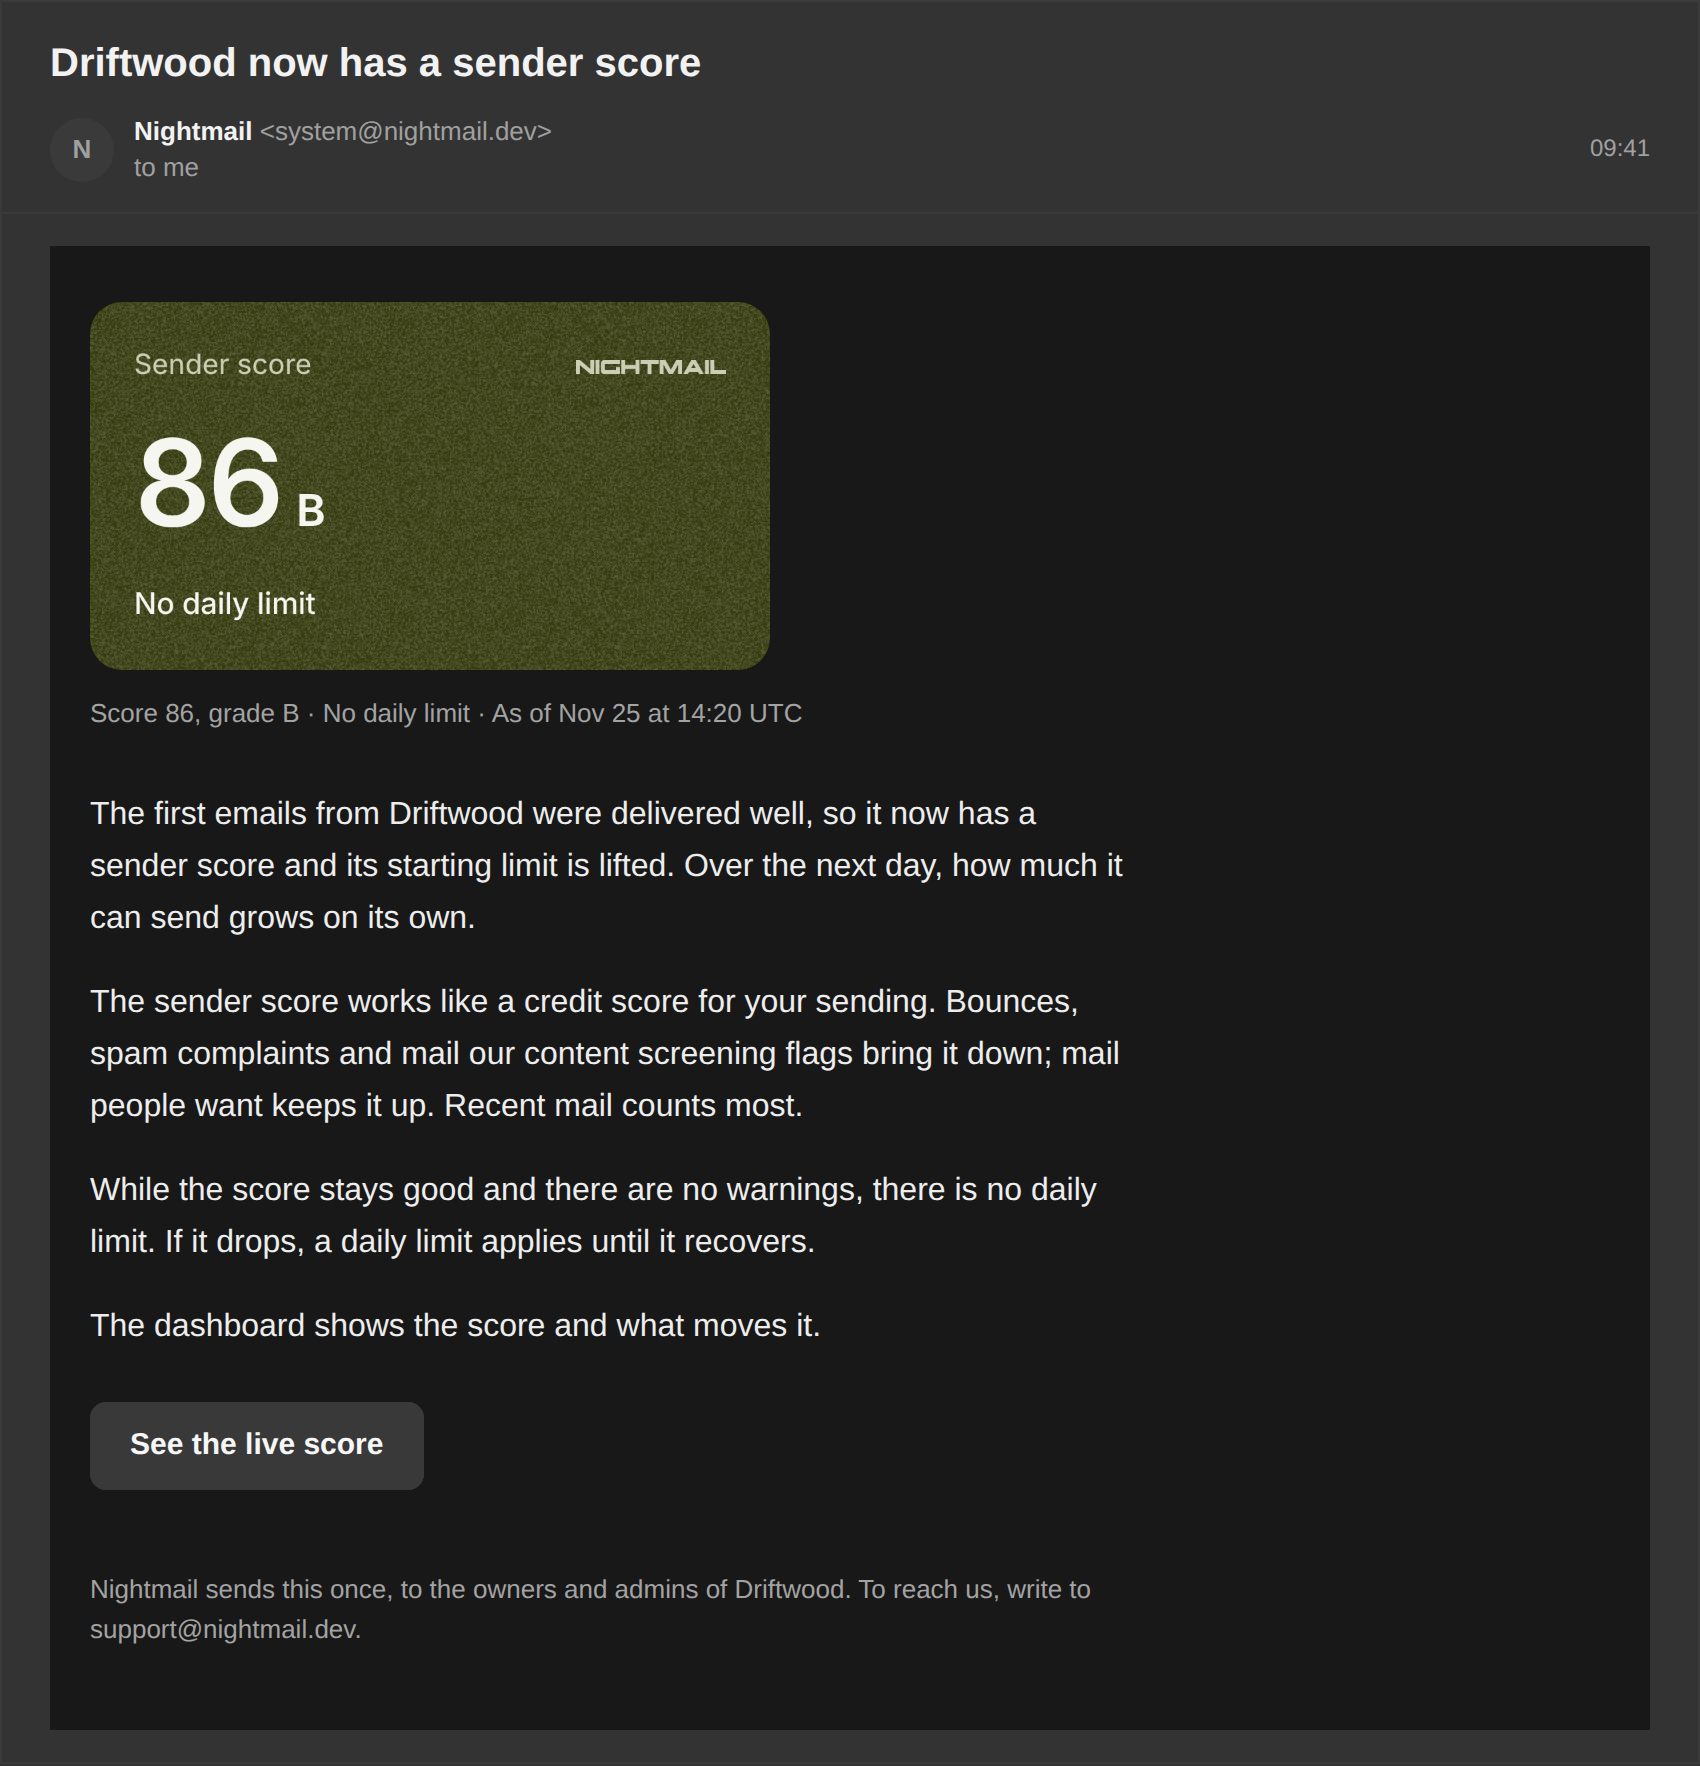 Driftwood now has a sender score
N
Nightmail <system@nightmail.dev>
to me
09:41
Sender score
NIGHTMAIL
86 B
No daily limit
Score 86, grade B · No daily limit · As of Nov 25 at 14:20 UTC
The first emails from Driftwood were delivered well, so it now has a
sender score and its starting limit is lifted. Over the next day, how much it
can send grows on its own.
The sender score works like a credit score for your sending. Bounces,
spam complaints and mail our content screening flags bring it down; mail
people want keeps it up. Recent mail counts most.
While the score stays good and there are no warnings, there is no daily
limit. If it drops, a daily limit applies until it recovers.
The dashboard shows the score and what moves it.
See the live score
Nightmail sends this once, to the owners and admins of Driftwood. To reach us, write to
support@nightmail.dev.